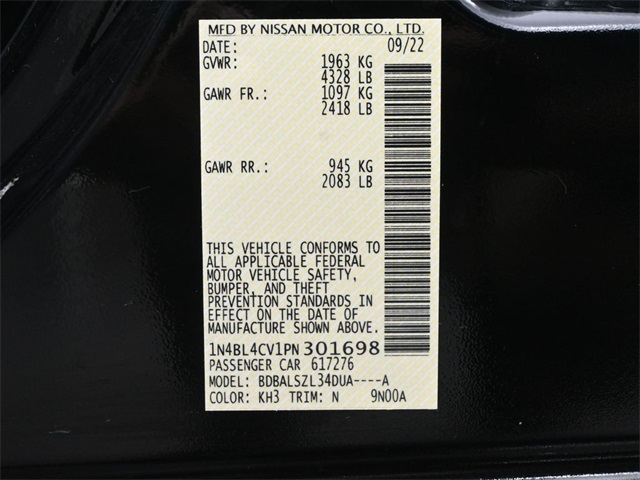 MFD BY NISSAN MOTOR CO., LTD.
DATE: 09/22
GVWR: 1963 KG
4328 LB
GAWR FR.: 1097 KG
2418 LB
GAWR RR.: 945 KG
2083 LB
THIS VEHICLE CONFORMS TO
ALL APPLICABLE FEDERAL
MOTOR VEHICLE SAFETY,
BUMPER, AND THEFT
PREVENTION STANDARDS IN
EFFECT ON THE DATE OF
MANUFACTURE SHOWN ABOVE.
1N4BL4CV1PN301698
PASSENGER CAR 617276
MODEL: BDBALSZL34DUA----A
COLOR: KH3 TRIM: N 9N00A